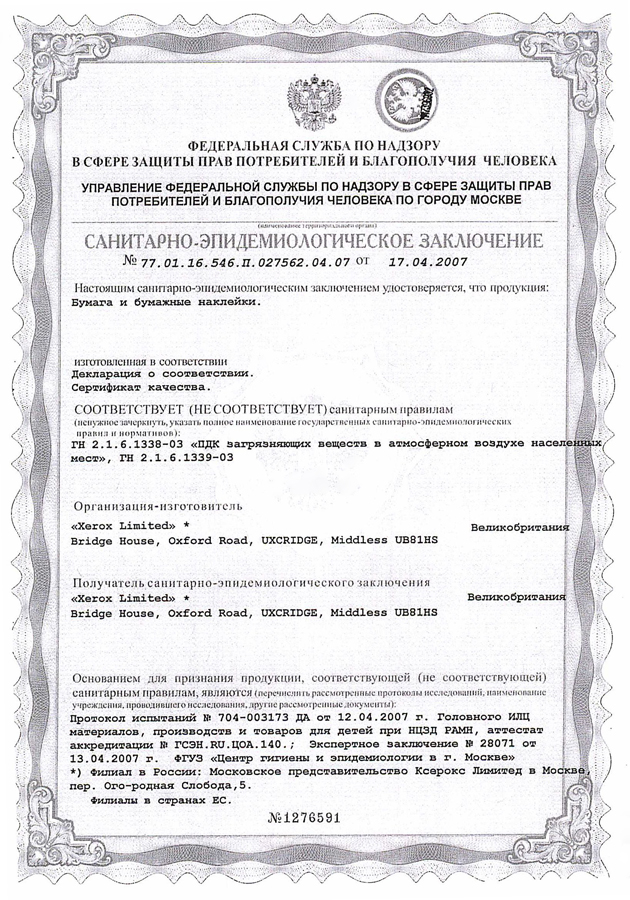 ФЕДЕРАЛЬНАЯ СЛУЖБА ПО НАДЗОРУ
В СФЕРЕ ЗАЩИТЫ ПРАВ ПОТРЕБИТЕЛЕЙ И БЛАГОПОЛУЧИЯ ЧЕЛОВЕКА
УПРАВЛЕНИЕ ФЕДЕРАЛЬНОЙ СЛУЖБЫ ПО НАДЗОРУ В СФЕРЕ ЗАЩИТЫ ПРАВ
ПОТРЕБИТЕЛЕЙ И БЛАГОПОЛУЧИЯ ЧЕЛОВЕКА ПО ГОРОДУ МОСКВЕ
(наименование территориального органа)
САНИТАРНО-ЭПИДЕМИОЛОГИЧЕСКОЕ ЗАКЛЮЧЕНИЕ
№ 77.01.16.546.П.027562.04.07 от 17.04.2007
Настоящим санитарно-эпидемиологическим заключением удостоверяется, что продукция:
Бумага и бумажные наклейки.
изготовленная в соответствии
Декларация о соответствии.
Сертификат качества.
СООТВЕТСТВУЕТ (НЕ СООТВЕТСТВУЕТ) санитарным правилам
(ненужное зачеркнуть, указать полное наименование государственных санитарно-эпидемиологических
правил и нормативов):
ГН 2.1.6.1338-03 «ПДК загрязняющих веществ в атмосферном воздухе населенных
мест», ГН 2.1.6.1339-03
Организация-изготовитель
«Xerox Limited» * Великобритания
Bridge House, Oxford Road, UXCRIDGE, Middless UB81HS
Получатель санитарно-эпидемиологического заключения
«Xerox Limited» * Великобритания
Bridge House, Oxford Road, UXCRIDGE, Middless UB81HS
Основанием для признания продукции, соответствующей (не соответствующей)
санитарным правилам, являются (перечислить рассмотренные протоколы исследований, наименование
учреждения, проводившего исследования, другие рассмотренные документы):
Протокол испытаний № 704-003173 ДА от 12.04.2007 г. Головного ИЛЦ
материалов, производств и товаров для детей при НЦЗД РАМН, аттестат
аккредитации № ГСЭН.RU.ЦОА.140.; Экспертное заключение № 28071 от
13.04.2007 г. ФГУЗ «Центр гигиены и эпидемиологии в г. Москве»
*) Филиал в России: Московское представительство Ксерокс Лимитед в Москве,
пер. Ого-родная Слобода,5.
Филиалы в странах ЕС.
№1276591